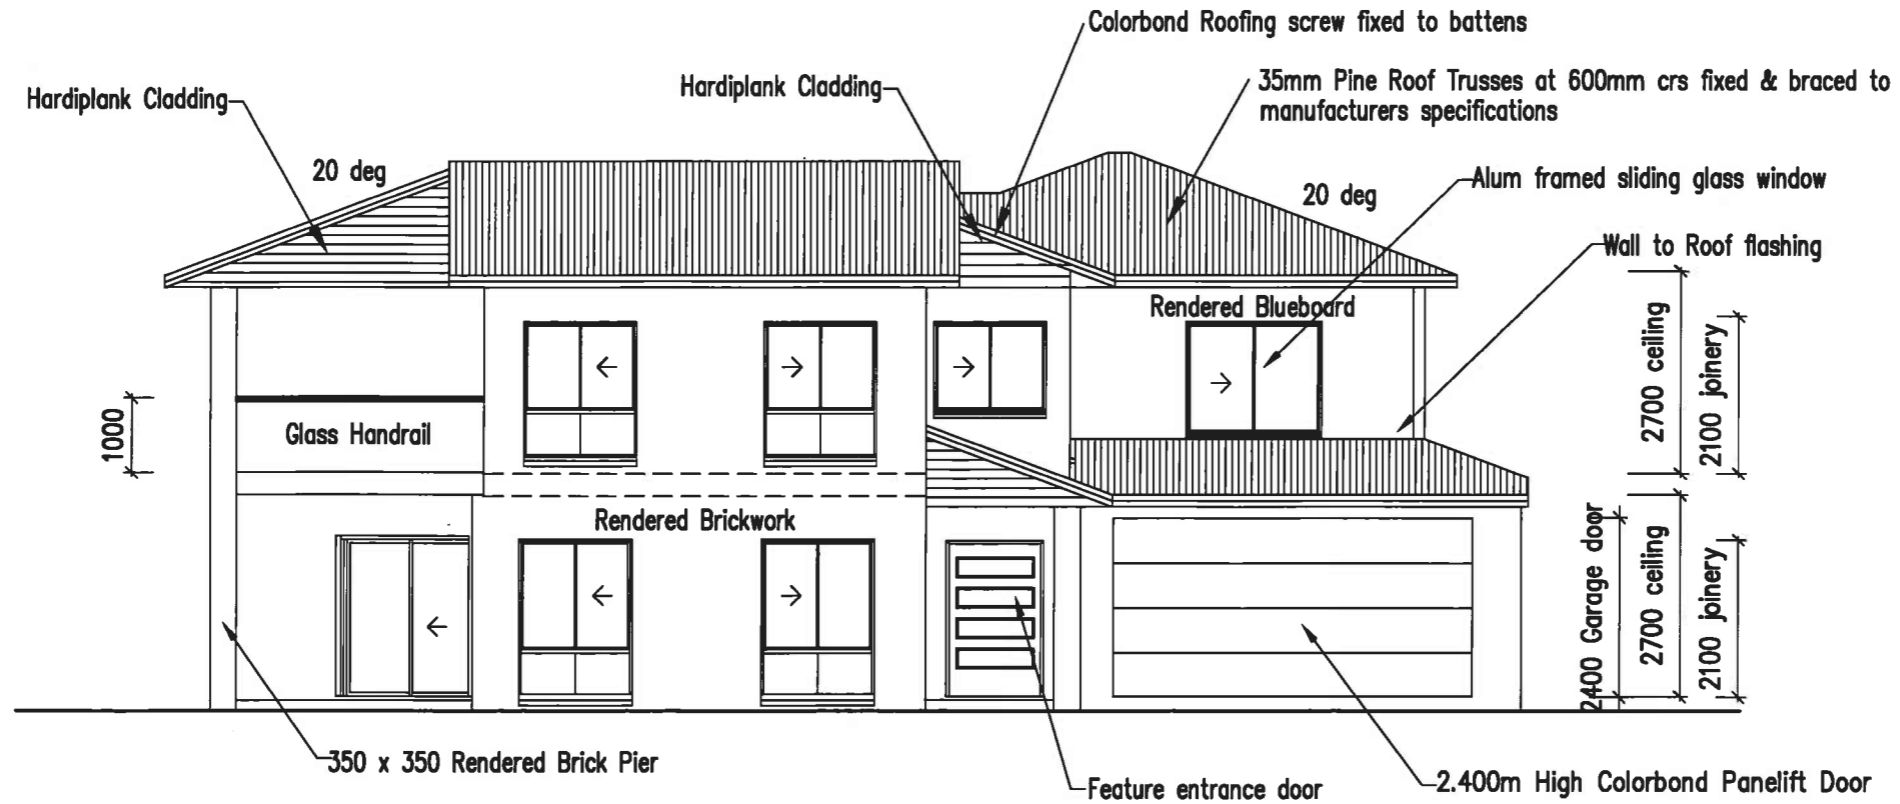 Colorbond Roofing screw fixed to battens
Hardiplank Cladding
Hardiplank Cladding
35mm Pine Roof Trusses at 600mm crs fixed & braced to
manufacturers specifications
20 deg
20 deg
Alum framed sliding glass window
Wall to Roof flashing
Rendered Blueboard
2700 ceiling
2100 joinery
1000
Glass Handrail
Rendered Brickwork
2400 Garage door
2700 ceiling
2100 joinery
350 x 350 Rendered Brick Pier
Feature entrance door
2.400m High Colorbond Panelift Door